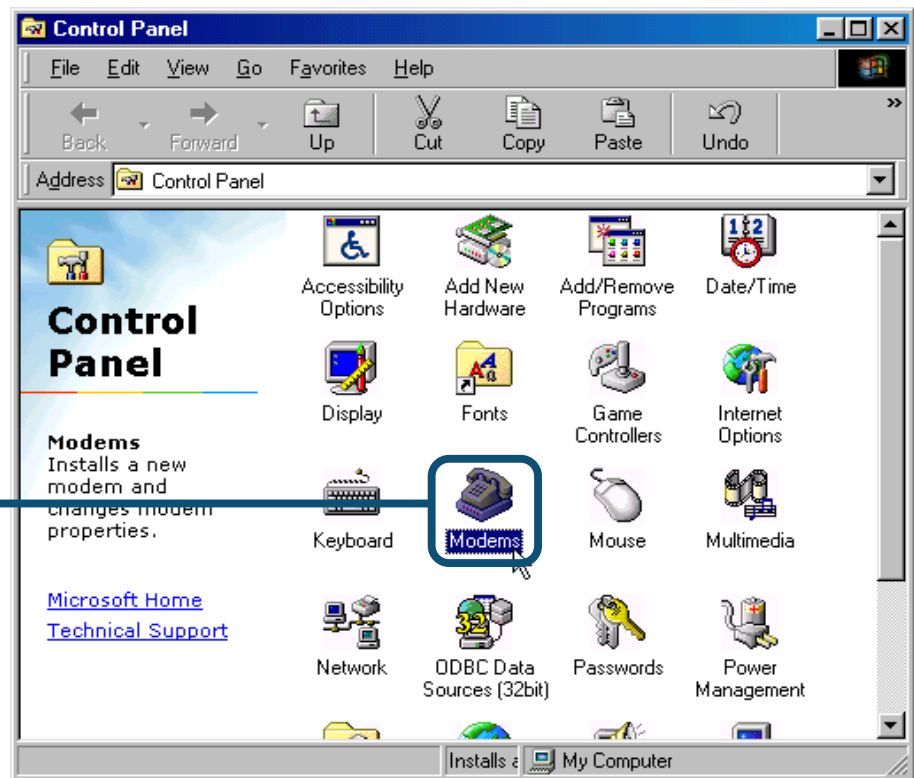 Control Panel
File Edit View Go Favorites Help
Back Forward Up Cut Copy Paste Undo »
Address Control Panel
Control
Panel
Modems
Installs a new
modem and
changes modem
properties.
Microsoft Home
Technical Support
Accessibility
Options
Add New
Hardware
Add/Remove
Programs
Date/Time
Display
Fonts
Game
Controllers
Internet
Options
Keyboard
Modems
Mouse
Multimedia
Network
ODBC Data
Sources (32bit)
Passwords
Power
Management
Installs My Computer